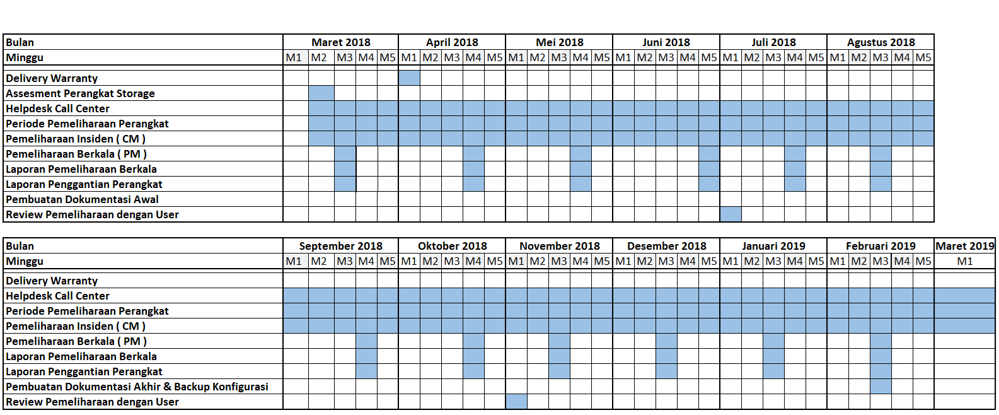 Bulan Maret 2018 April 2018 Mei 2018 Juni 2018 Juli 2018 Agustus 2018
Minggu M1 M2 M3 M4 M5 M1 M2 M3 M4 M5 M1 M2 M3 M4 M5 M1 M2 M3 M4 M5 M1 M2 M3 M4 M5 M1 M2 M3 M4 M5
Delivery Warranty
Assesment Perangkat Storage
Helpdesk Call Center
Periode Pemeliharaan Perangkat
Pemeliharaan Insiden ( CM )
Pemeliharaan Berkala ( PM )
Laporan Pemeliharaan Berkala
Laporan Penggantian Perangkat
Pembuatan Dokumentasi Awal
Review Pemeliharaan dengan User
Bulan September 2018 Oktober 2018 November 2018 Desember 2018 Januari 2019 Februari 2019 Maret 2019
Minggu M1 M2 M3 M4 M5 M1 M2 M3 M4 M5 M1 M2 M3 M4 M5 M1 M2 M3 M4 M5 M1 M2 M3 M4 M5 M1 M2 M3 M4 M5 M1
Delivery Warranty
Helpdesk Call Center
Periode Pemeliharaan Perangkat
Pemeliharaan Insiden ( CM )
Pemeliharaan Berkala ( PM )
Laporan Pemeliharaan Berkala
Laporan Penggantian Perangkat
Pembuatan Dokumentasi Akhir & Backup Konfigurasi
Review Pemeliharaan dengan User